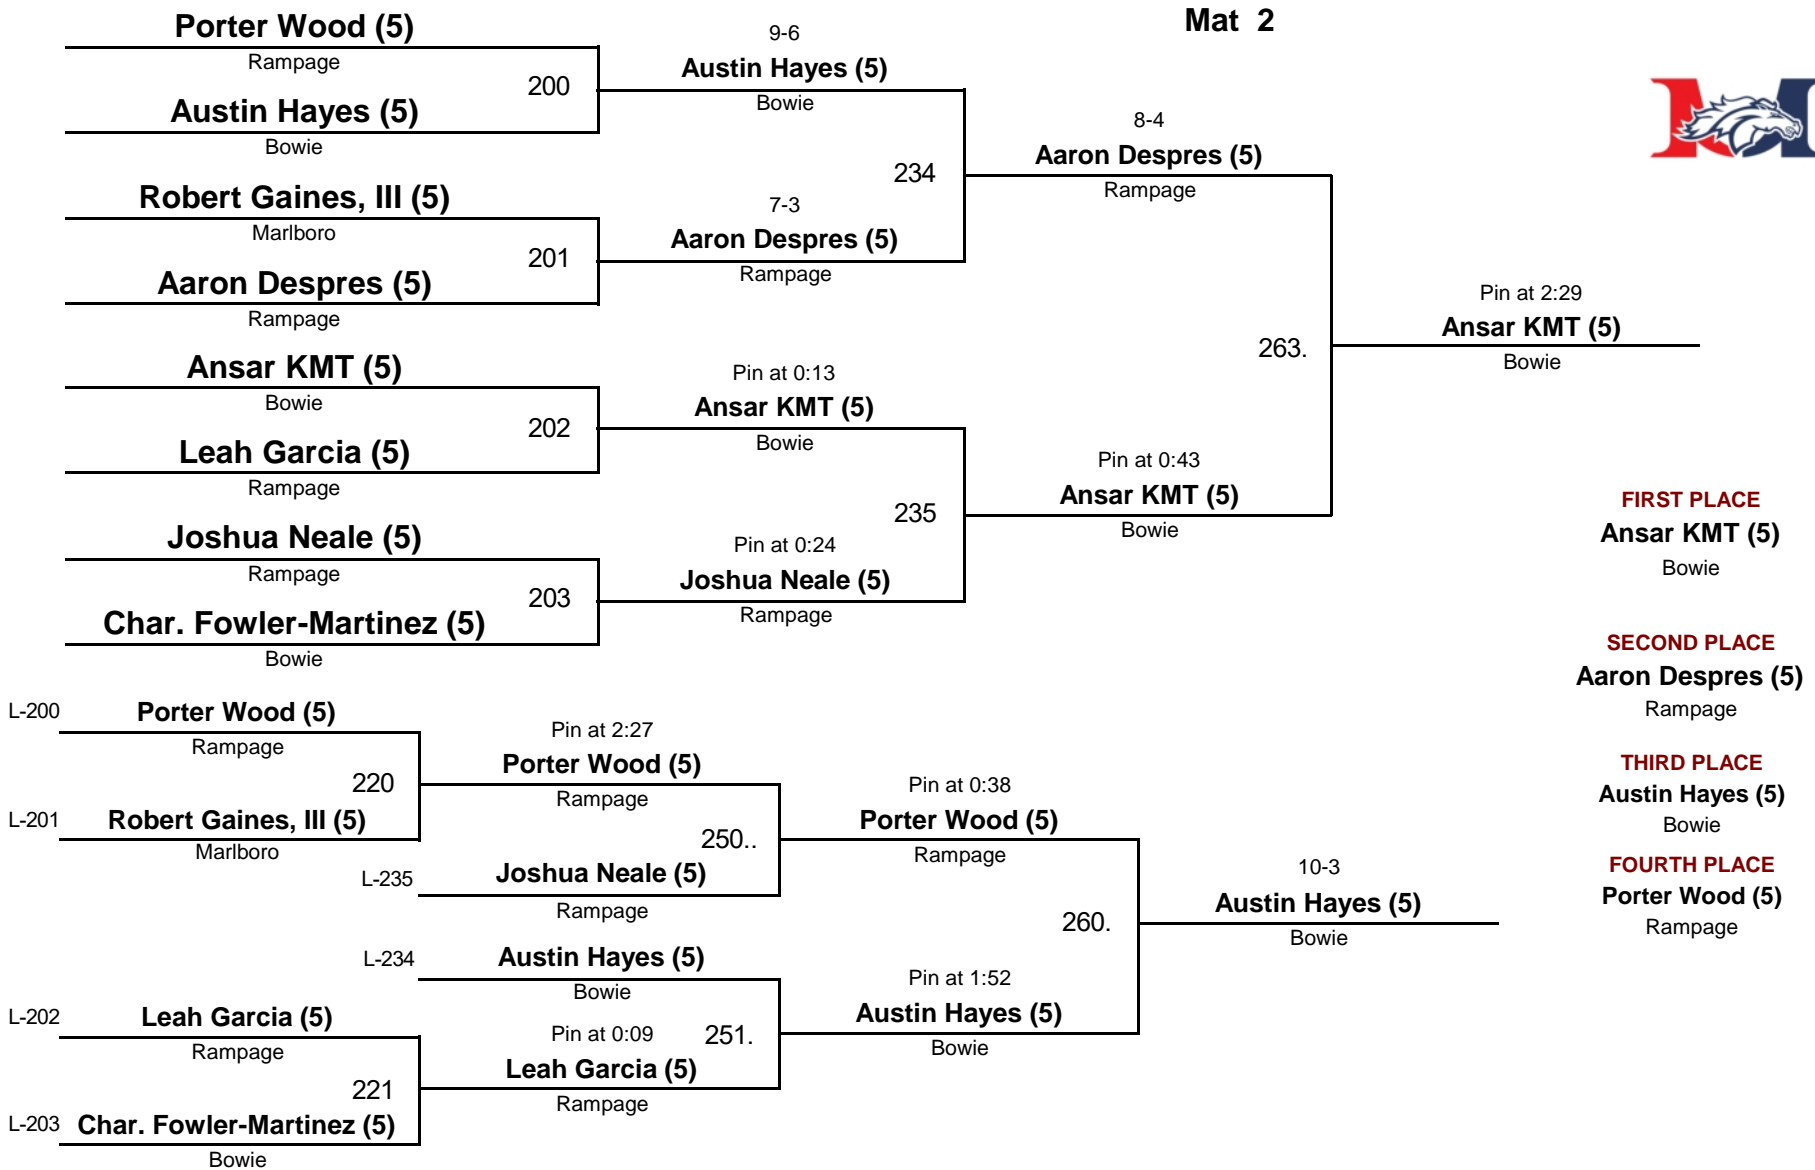 Mat 2
Porter Wood (5)
Rampage
200
Austin Hayes (5)
Bowie
Robert Gaines, III (5)
Marlboro
201
Aaron Despres (5)
Rampage
Ansar KMT (5)
Bowie
202
Leah Garcia (5)
Rampage
Joshua Neale (5)
Rampage
203
Char. Fowler-Martinez (5)
Bowie
9-6
Austin Hayes (5)
Bowie
234
7-3
Aaron Despres (5)
Rampage
Pin at 0:13
Ansar KMT (5)
Bowie
235
Pin at 0:24
Joshua Neale (5)
Rampage
8-4
Aaron Despres (5)
Rampage
263.
Pin at 0:43
Ansar KMT (5)
Bowie
Pin at 2:29
Ansar KMT (5)
Bowie
L-200
Porter Wood (5)
Rampage
220
L-201
Robert Gaines, III (5)
Marlboro
Pin at 2:27
Porter Wood (5)
Rampage
250..
L-235
Joshua Neale (5)
Rampage
L-234
Austin Hayes (5)
Bowie
251.
Pin at 0:09
Leah Garcia (5)
Rampage
L-202
Leah Garcia (5)
Rampage
221
L-203
Char. Fowler-Martinez (5)
Bowie
Pin at 0:38
Porter Wood (5)
Rampage
260.
Pin at 1:52
Austin Hayes (5)
Bowie
10-3
Austin Hayes (5)
Bowie
FIRST PLACE
Ansar KMT (5)
Bowie
SECOND PLACE
Aaron Despres (5)
Rampage
THIRD PLACE
Austin Hayes (5)
Bowie
FOURTH PLACE
Porter Wood (5)
Rampage